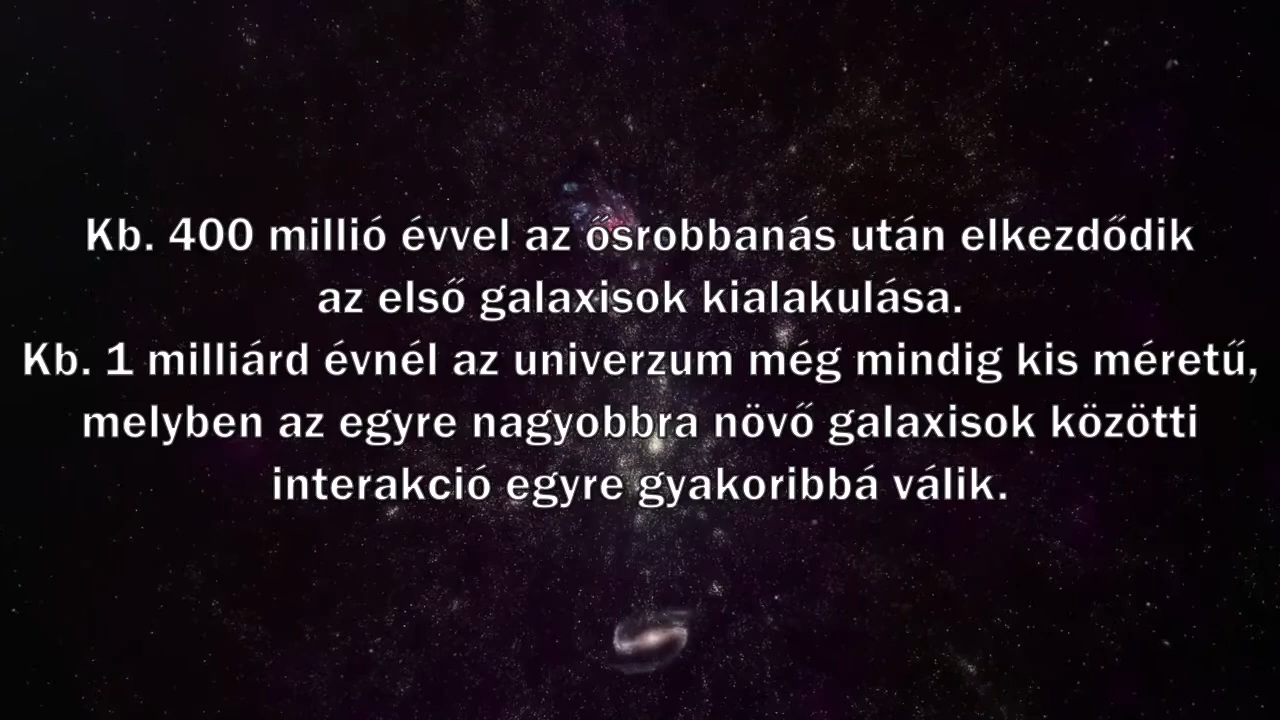 Kb. 400 millió évvel az ősrobbanás után elkezdődik
az első galaxisok kialakulása.
Kb. 1 milliárd évnél az univerzum még mindig kis méretű,
melyben az egyre nagyobbra növő galaxisok közötti
interakció egyre gyakoribbá válik.